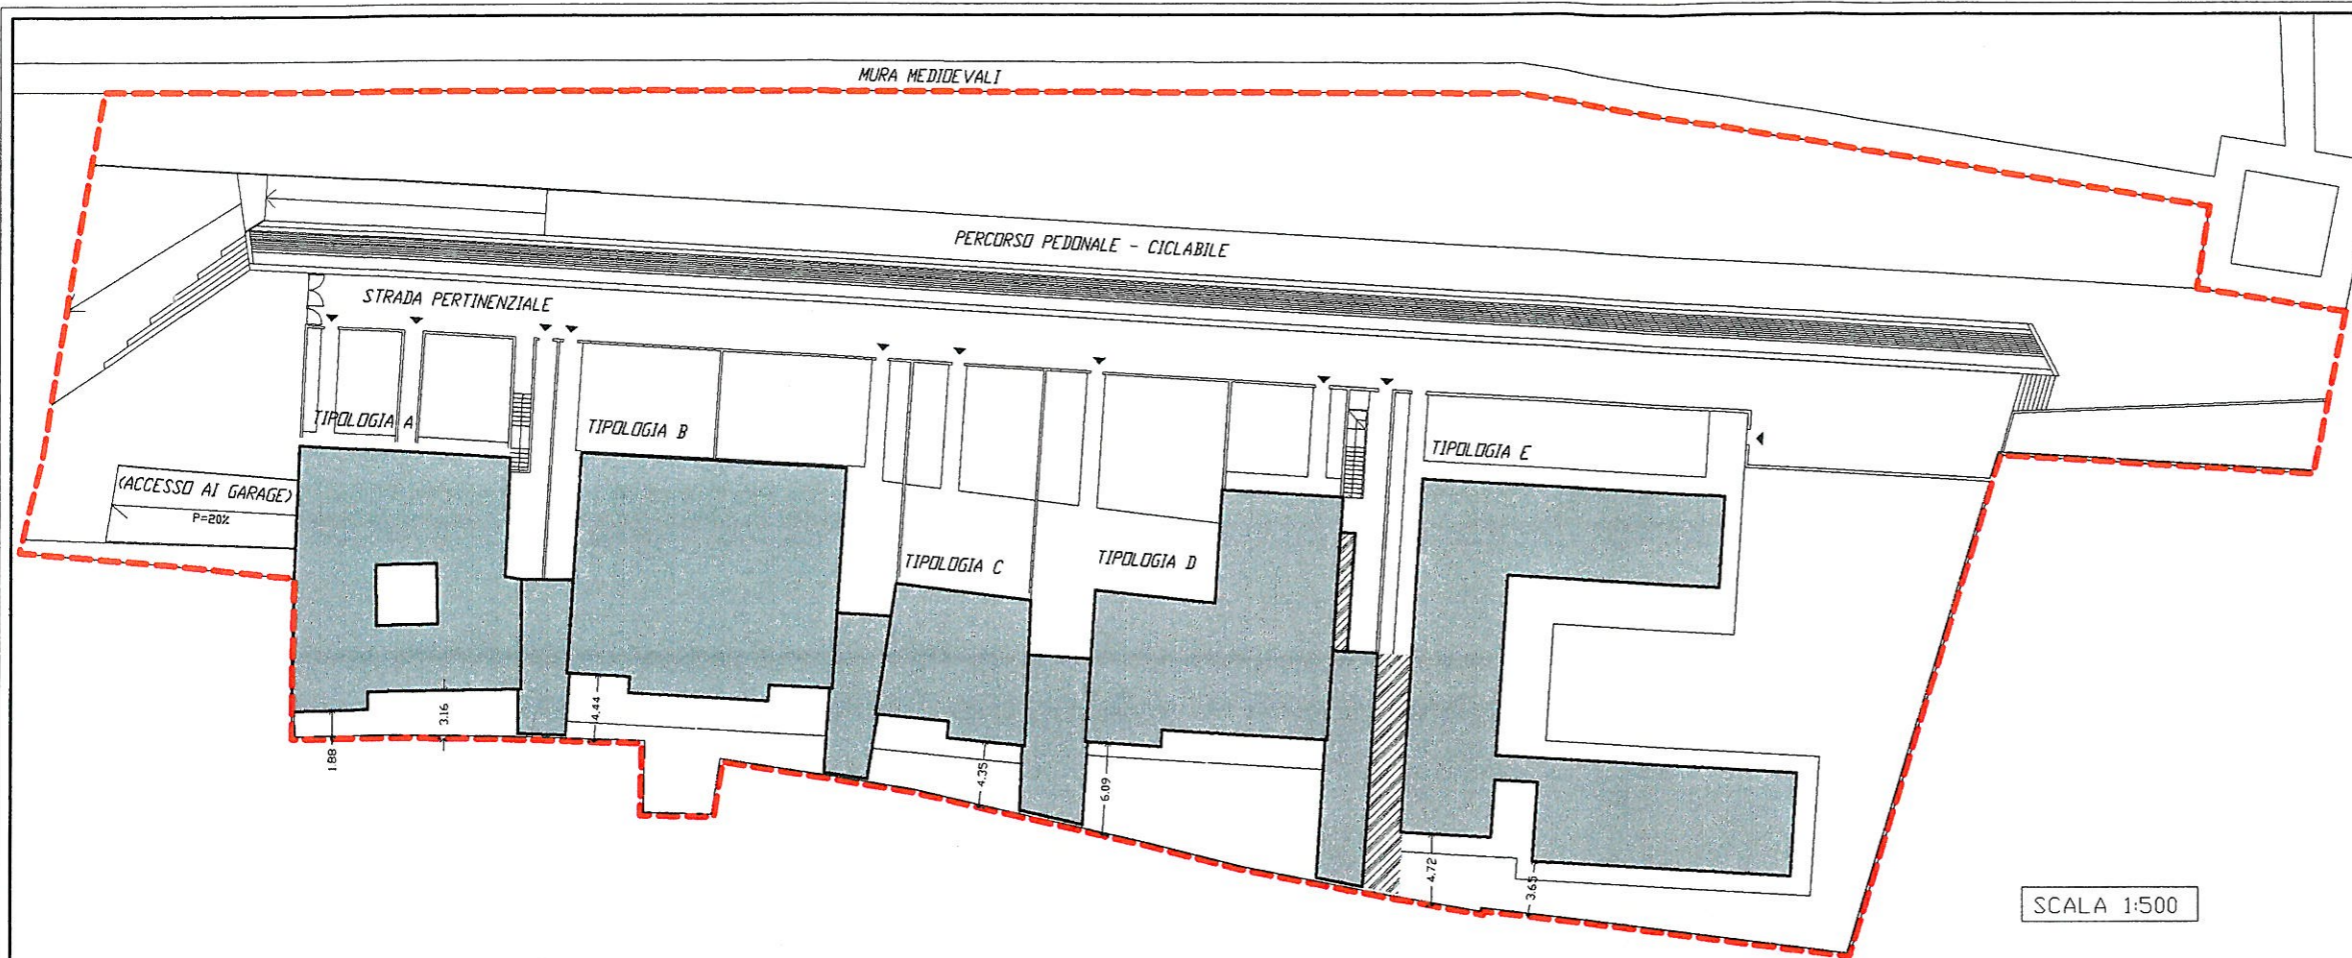 MURA MEDIOEVALI
PERCORSO PEDONALE - CICLABILE
STRADA PERTINENZIALE
TIPOLOGIA A
TIPOLOGIA B
TIPOLOGIA E
(ACCESSO AI GARAGE)
P=20%
TIPOLOGIA C
TIPOLOGIA D
1.88
3.16
4.44
4.35
6.09
4.72
3.65
SCALA 1:500